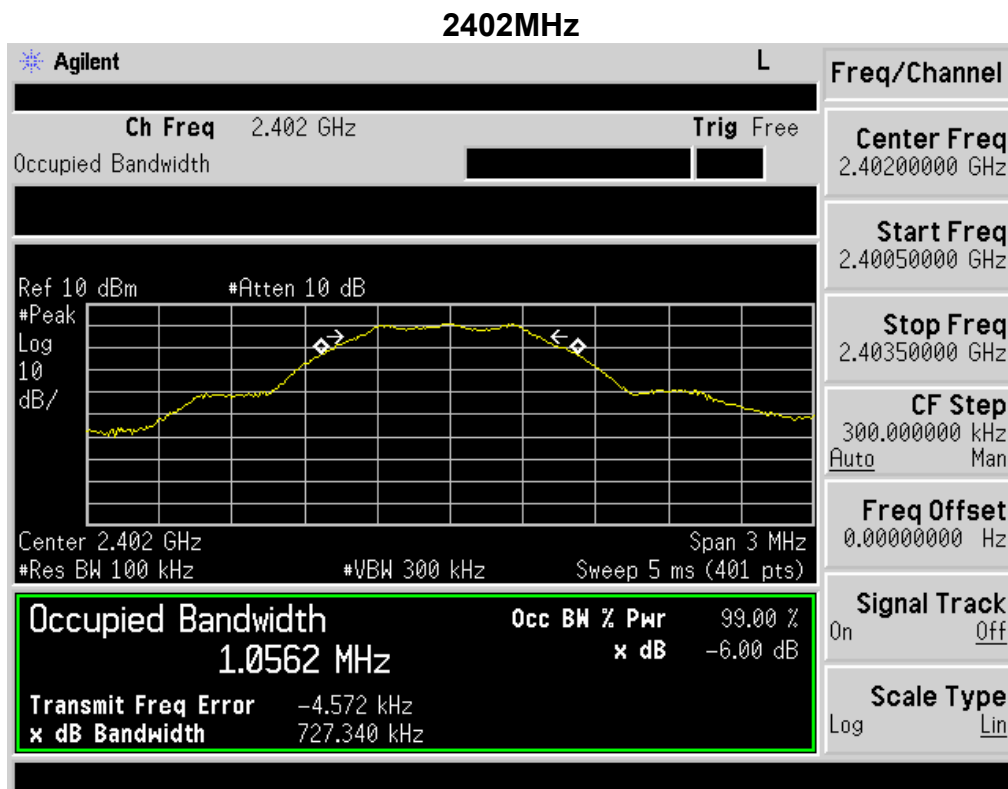 2402MHz
Agilent L
Freq/Channel
Ch Freq 2.402 GHz Trig Free
Occupied Bandwidth
Center Freq
2.40200000 GHz
Start Freq
2.40050000 GHz
Stop Freq
2.40350000 GHz
CF Step
300.000000 kHz
Auto Man
Freq Offset
0.00000000 Hz
Signal Track
On Off
Scale Type
Log Lin
Ref 10 dBm #Atten 10 dB
#Peak
Log
10
dB/
Center 2.402 GHz Span 3 MHz
#Res BW 100 kHz #VBW 300 kHz Sweep 5 ms (401 pts)
Occupied Bandwidth Occ BW % Pwr 99.00 %
1.0562 MHz x dB -6.00 dB
Transmit Freq Error -4.572 kHz
x dB Bandwidth 727.340 kHz